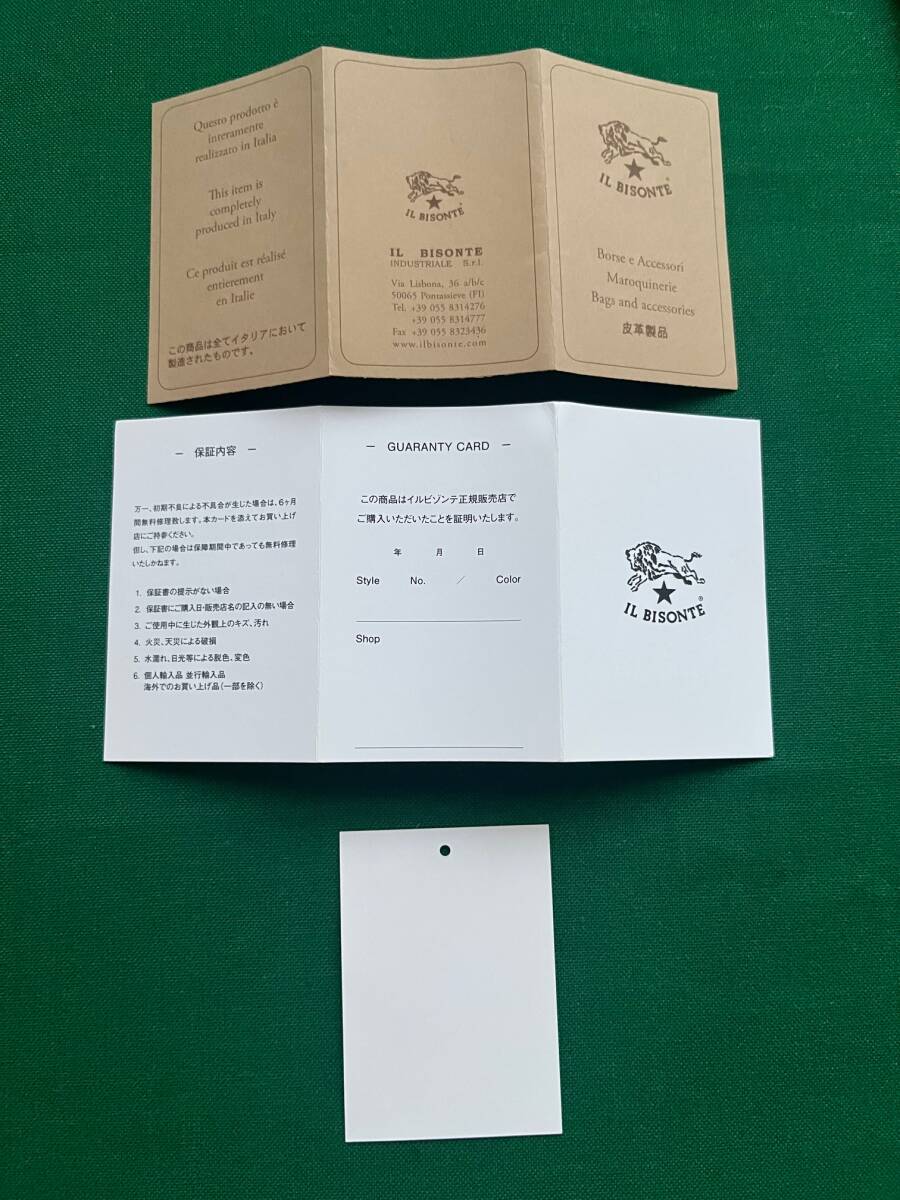 Questo prodotto è
interamente
realizzato in Italia
This item is
completely
produced in Italy
Ce produit est réalisé
entierement
en Italie
この商品は全てイタリアにおいて
製造されたものです。
IL BISONTE
IL BISONTE
INDUSTRIALE S.r.l.
Via Lisbona, 36 a/b/c
50065 Pontassieve (FI)
Tel. +39 055 8314276
+39 055 8314777
Fax +39 055 8323436
www.ilbisonte.com
IL BISONTE
Borse e Accessori
Maroquinerie
Bags and accessories
皮革製品
― 保証内容 ―
万一、初期不良による不具合が生じた場合は、6ヶ月
間無料修理致します。本カードを添えてお買い上げ
店にご持参ください。
但し、下記の場合は保障期間中であっても無料修理
いたしかねます。
1. 保証書の提示がない場合
2. 保証書にご購入日・販売店名の記入の無い場合
3. ご使用中に生じた外観上のキズ、汚れ
4. 火災、天災による破損
5. 水濡れ、日光等による脱色、変色
6. 個人輸入品 並行輸入品
海外でのお買い上げ品(一部を除く)
― GUARANTY CARD ―
この商品はイルビゾンテ正規販売店で
ご購入いただいたことを証明いたします。
年 月 日
Style No. / Color
Shop
IL BISONTE ®